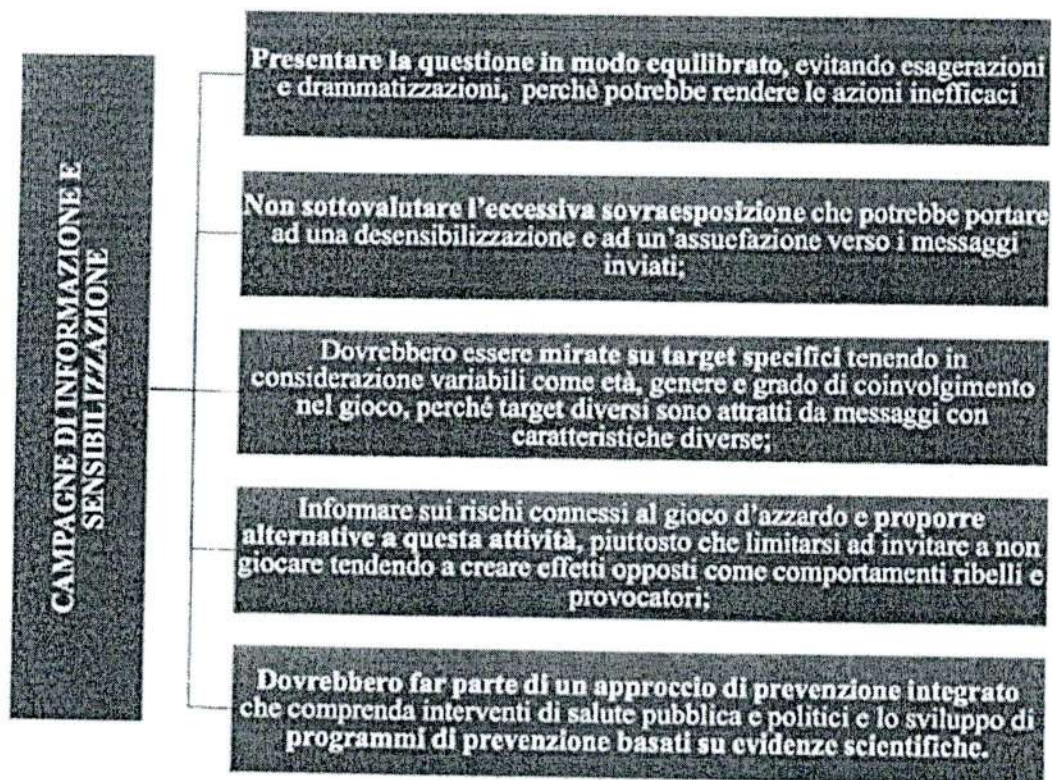 CAMPAGNE DI INFORMAZIONE E
SENSIBILIZZAZIONE
Presentare la questione in modo equilibrato, evitando esagerazioni
e drammatizzazioni, perchè potrebbe rendere le azioni inefficaci
Non sottovalutare l'eccessiva sovraesposizione che potrebbe portare
ad una desensibilizzazione e ad un'assuefazione verso i messaggi
inviati;
Dovrebbero essere mirate su target specifici tenendo in
considerazione variabili come età, genere e grado di coinvolgimento
nel gioco, perché target diversi sono attratti da messaggi con
caratteristiche diverse;
Informare sui rischi connessi al gioco d'azzardo e proporre
alternative a questa attività, piuttosto che limitarsi ad invitare a non
giocare tendendo a creare effetti opposti come comportamenti ribelli e
provocatori;
Dovrebbero far parte di un approccio di prevenzione integrato
che comprenda interventi di salute pubblica e politici e lo sviluppo di
programmi di prevenzione basati su evidenze scientifiche.